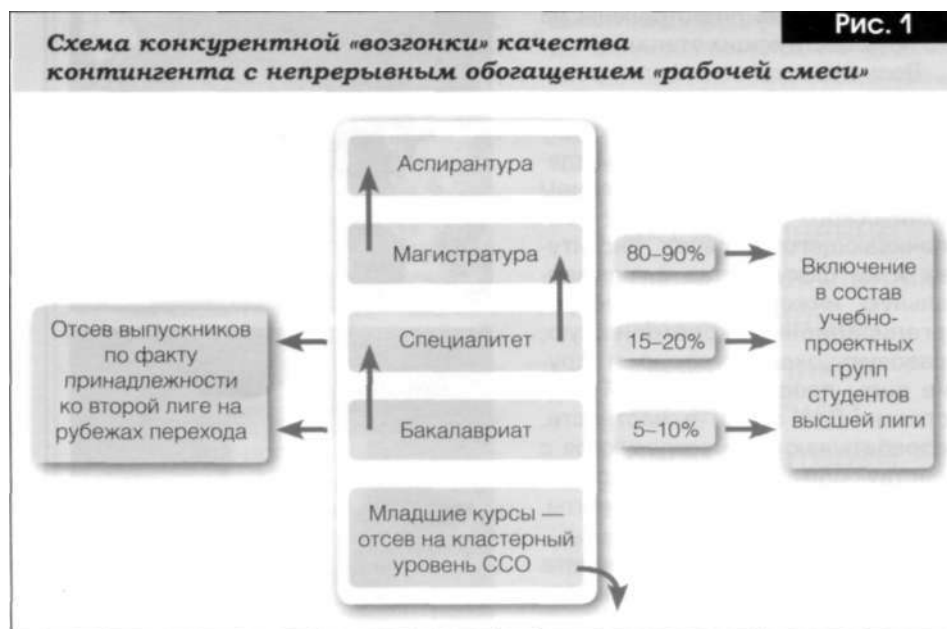 Рис. 1
Схема конкурентной «возгонки» качества
контингента с непрерывным обогащением «рабочей смеси»
Аспирантура
Магистратура
80–90%
Включение
в состав
учебно-
проектных
групп
студентов
высшей лиги
Отсев выпускников
по факту
принадлежности
ко второй лиге на
рубежах перехода
Специалитет
15–20%
Бакалавриат
5–10%
Младшие курсы —
отсев на кластерный
уровень ССО